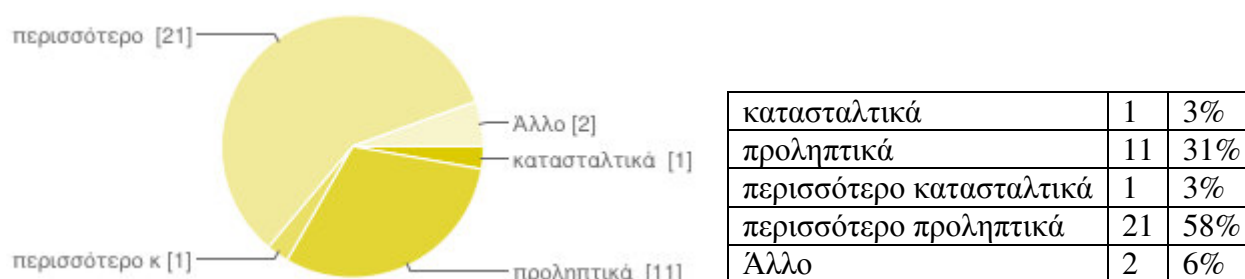 περισσότερο [21]
Άλλο [2]
κατασταλτικά [1]
περισσότερο κ [1]
προληπτικά [11]
κατασταλτικά 1 3%
προληπτικά 11 31%
περισσότερο κατασταλτικά 1 3%
περισσότερο προληπτικά 21 58%
Άλλο 2 6%